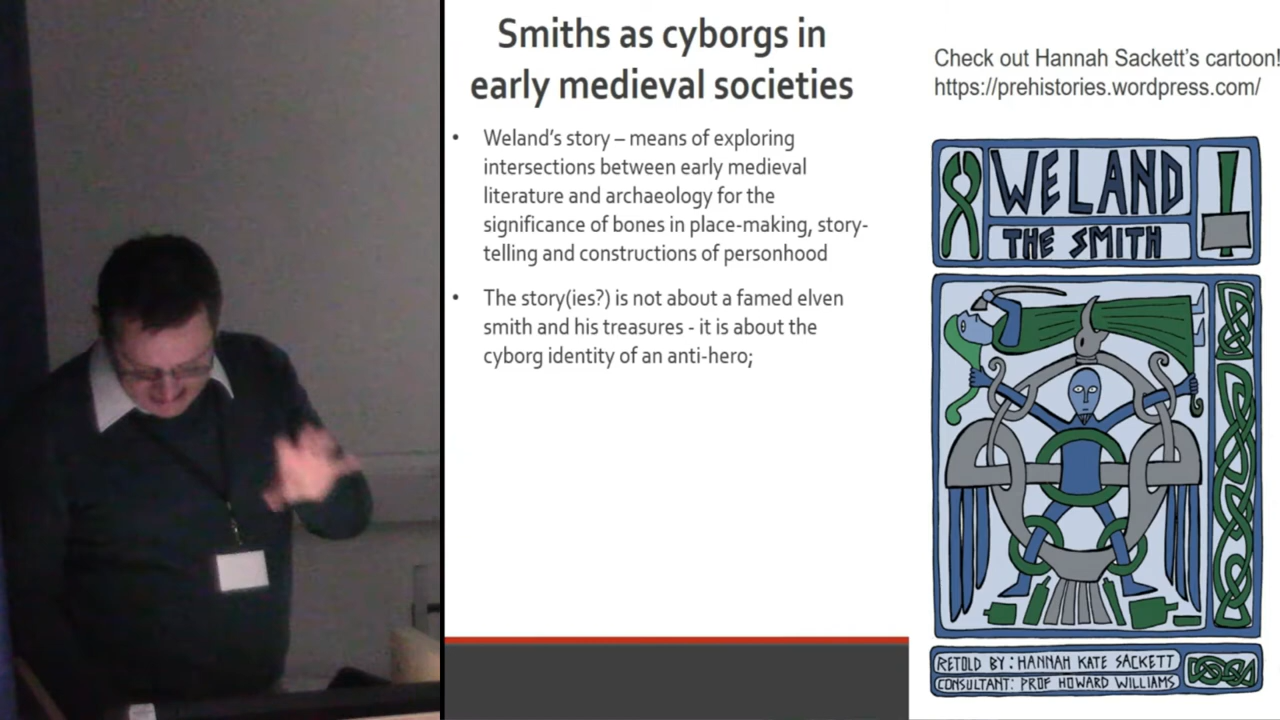 Smiths as cyborgs in
early medieval societies
• Weland's story – means of exploring
intersections between early medieval
literature and archaeology for the
significance of bones in place-making, story-
telling and constructions of personhood
• The story(ies?) is not about a famed elven
smith and his treasures - it is about the
cyborg identity of an anti-hero;
Check out Hannah Sackett's cartoon!
https://prehistories.wordpress.com/
WELAND
THE SMITH
RETOLD BY: HANNAH KATE SACKETT
CONSULTANT: PROF HOWARD WILLIAMS